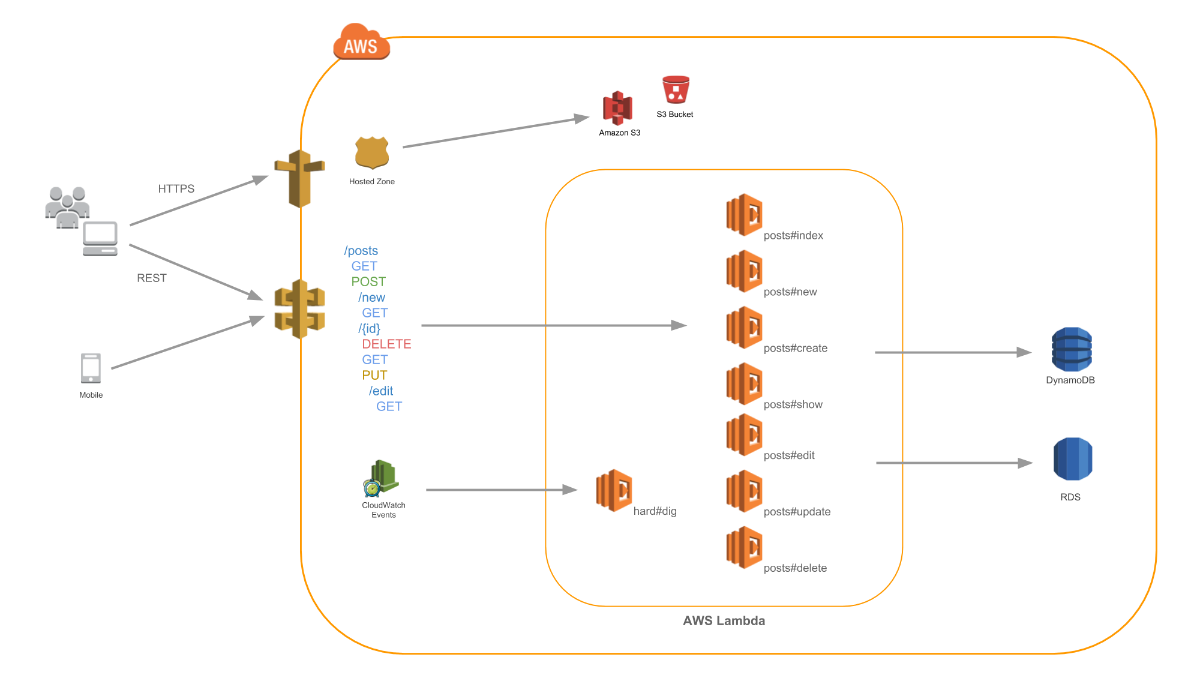 AWS
S3 Bucket
Amazon S3
Hosted Zone
HTTPS
REST
Mobile
/posts
GET
POST
/new
GET
/{id}
DELETE
GET
PUT
/edit
GET
CloudWatch
Events
hard#dig
posts#index
posts#new
posts#create
posts#show
posts#edit
posts#update
posts#delete
AWS Lambda
DynamoDB
RDS